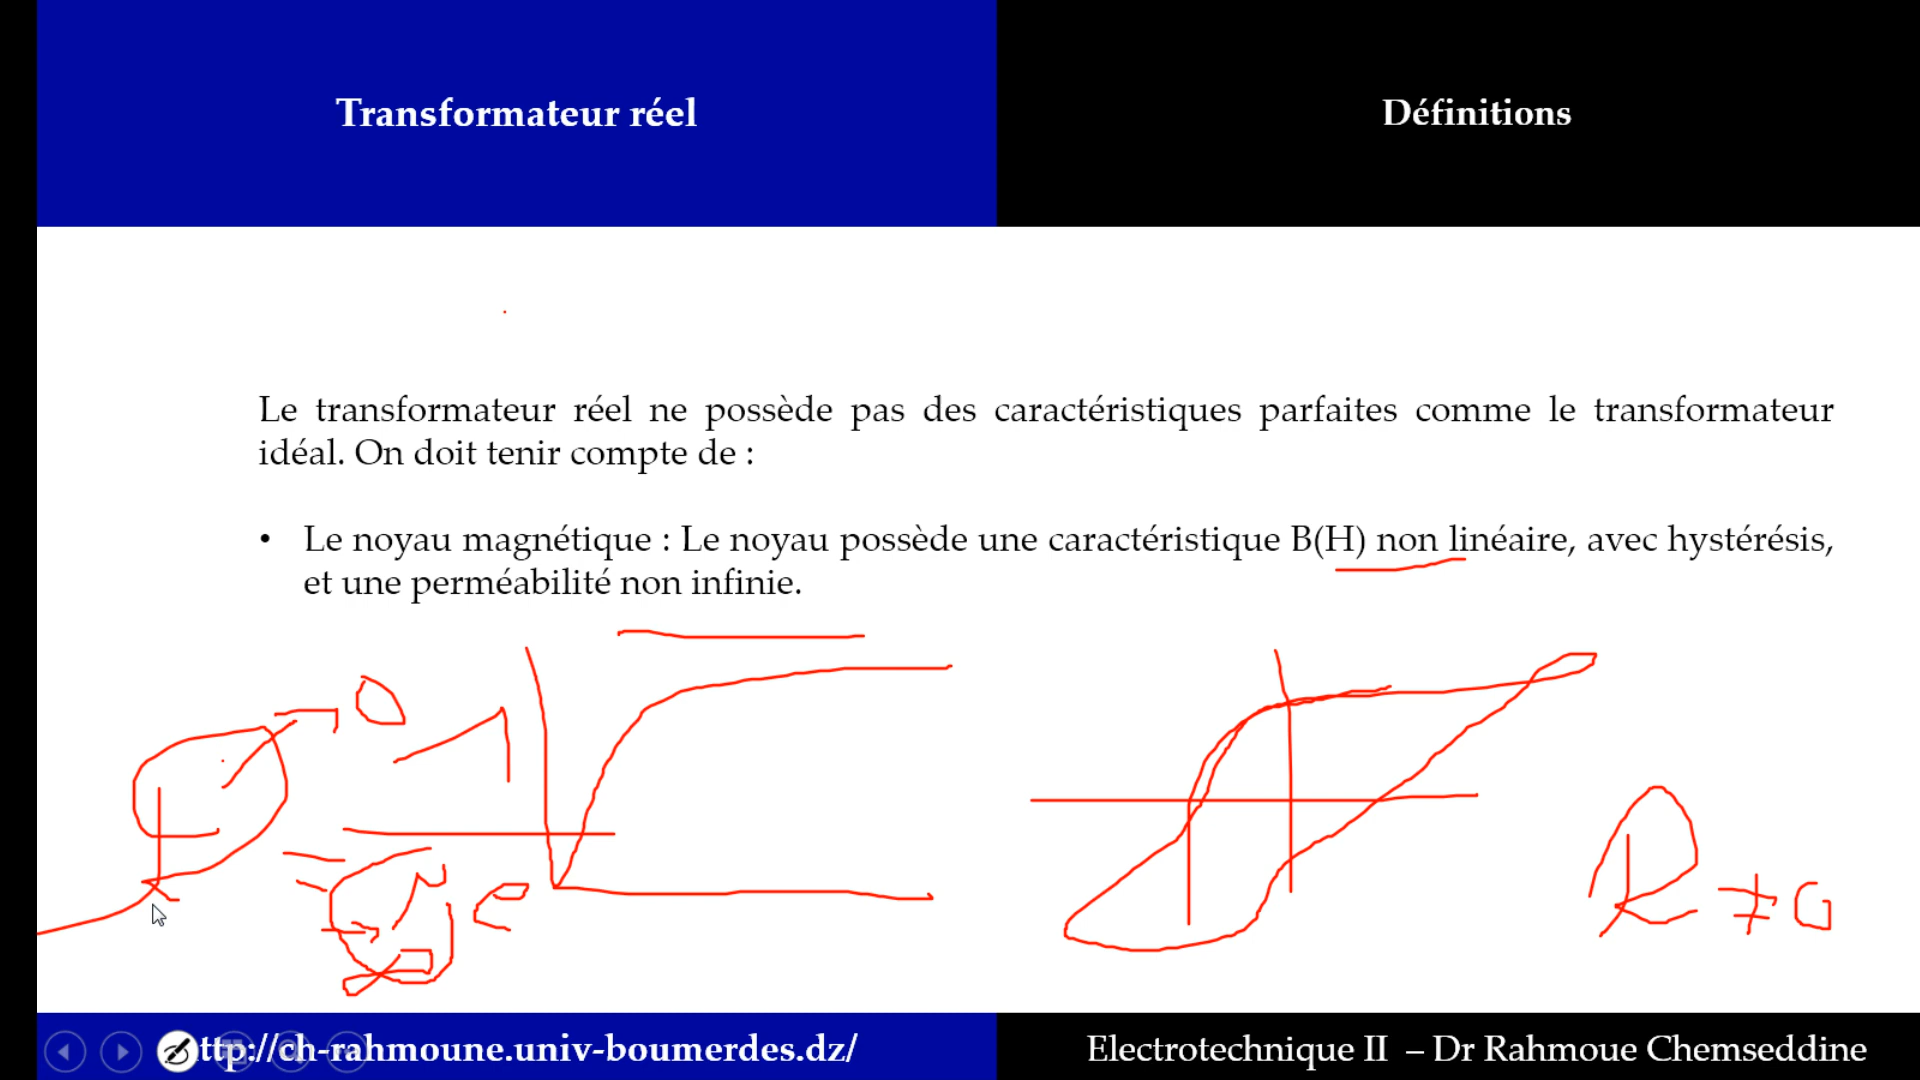 Transformateur réel
Définitions
Le transformateur réel ne possède pas des caractéristiques parfaites comme le transformateur
idéal. On doit tenir compte de :
• Le noyau magnétique : Le noyau possède une caractéristique B(H) non linéaire, avec hystérésis,
et une perméabilité non infinie.
R ≠ 0
ttp://ch-rahmoune.univ-boumerdes.dz/
Electrotechnique II – Dr Rahmoue Chemseddine